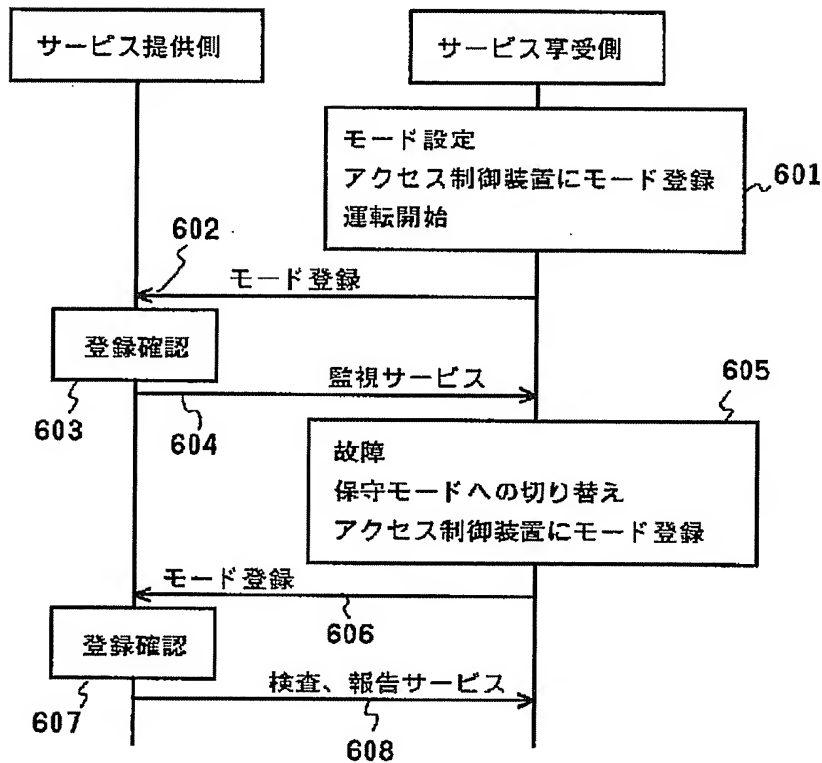 サービス提供側
サービス享受側
モード設定
アクセス制御装置にモード登録
運転開始
601
602
モード登録
登録確認
603
監視サービス
604
605
故障
保守モードへの切り替え
アクセス制御装置にモード登録
モード登録
606
登録確認
607
検査、報告サービス
608